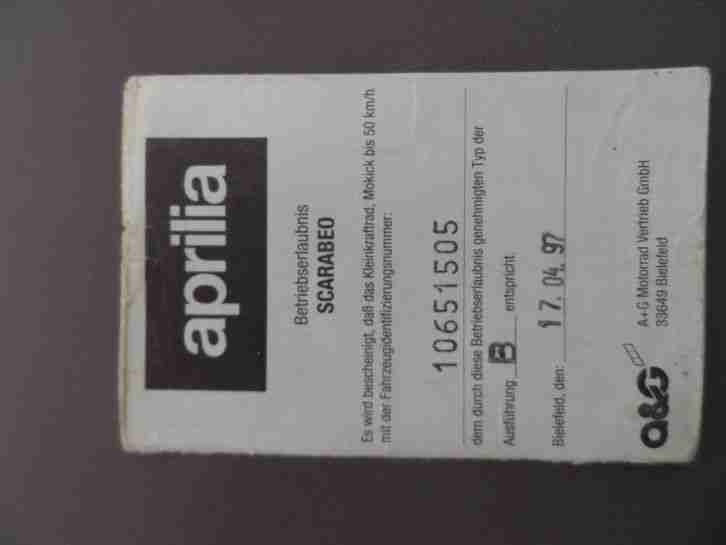 aprilia
Betriebserlaubnis
SCARABEO
Es wird bescheinigt, daß das Kleinkraftrad, Mokick bis 50 km/h
mit der Fahrzeugidentifizierungsnummer:
10651505
dem durch diese Betriebserlaubnis genehmigten Typ der
Ausführung B entspricht.
Bielefeld, den: 17. 04. 97
a&G
A+G Motorrad Vertrieb GmbH
33649 Bielefeld